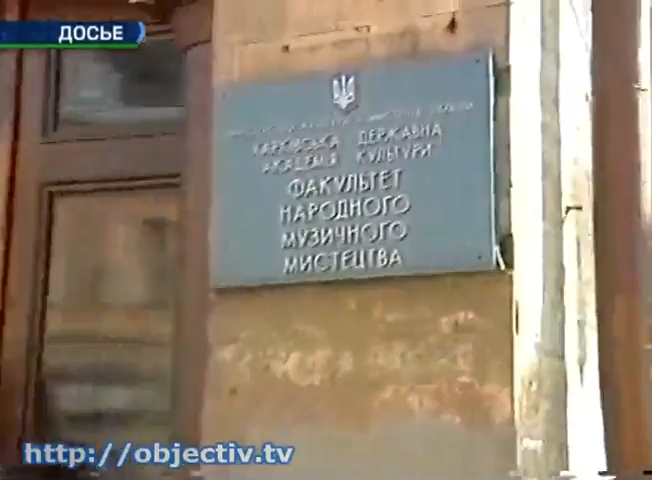 ДОСЬЕ
ХАРКІВСЬКА ДЕРЖАВНА
АКАДЕМІЯ КУЛЬТУРИ
ФАКУЛЬТЕТ
НАРОДНОГО
МУЗИЧНОГО
МИСТЕЦТВА
http://objectiv.tv